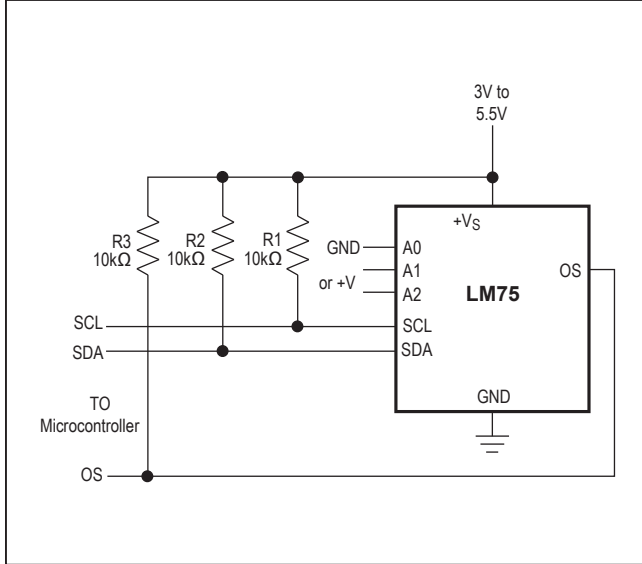 3V to
5.5V
R3
10kΩ
R2
10kΩ
R1
10kΩ
+VS
GND
or +V
A0
A1
A2
LM75
OS
SCL
SCL
SDA
SDA
TO
Microcontroller
GND
OS